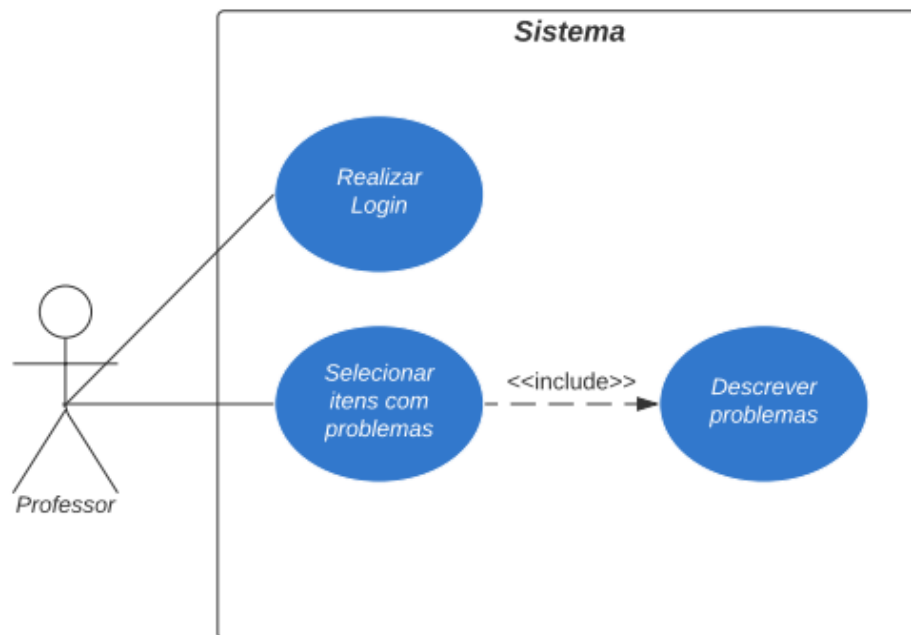 Sistema
Realizar
Login
Selecionar
itens com
problemas
<<include>>
Descrever
problemas
Professor